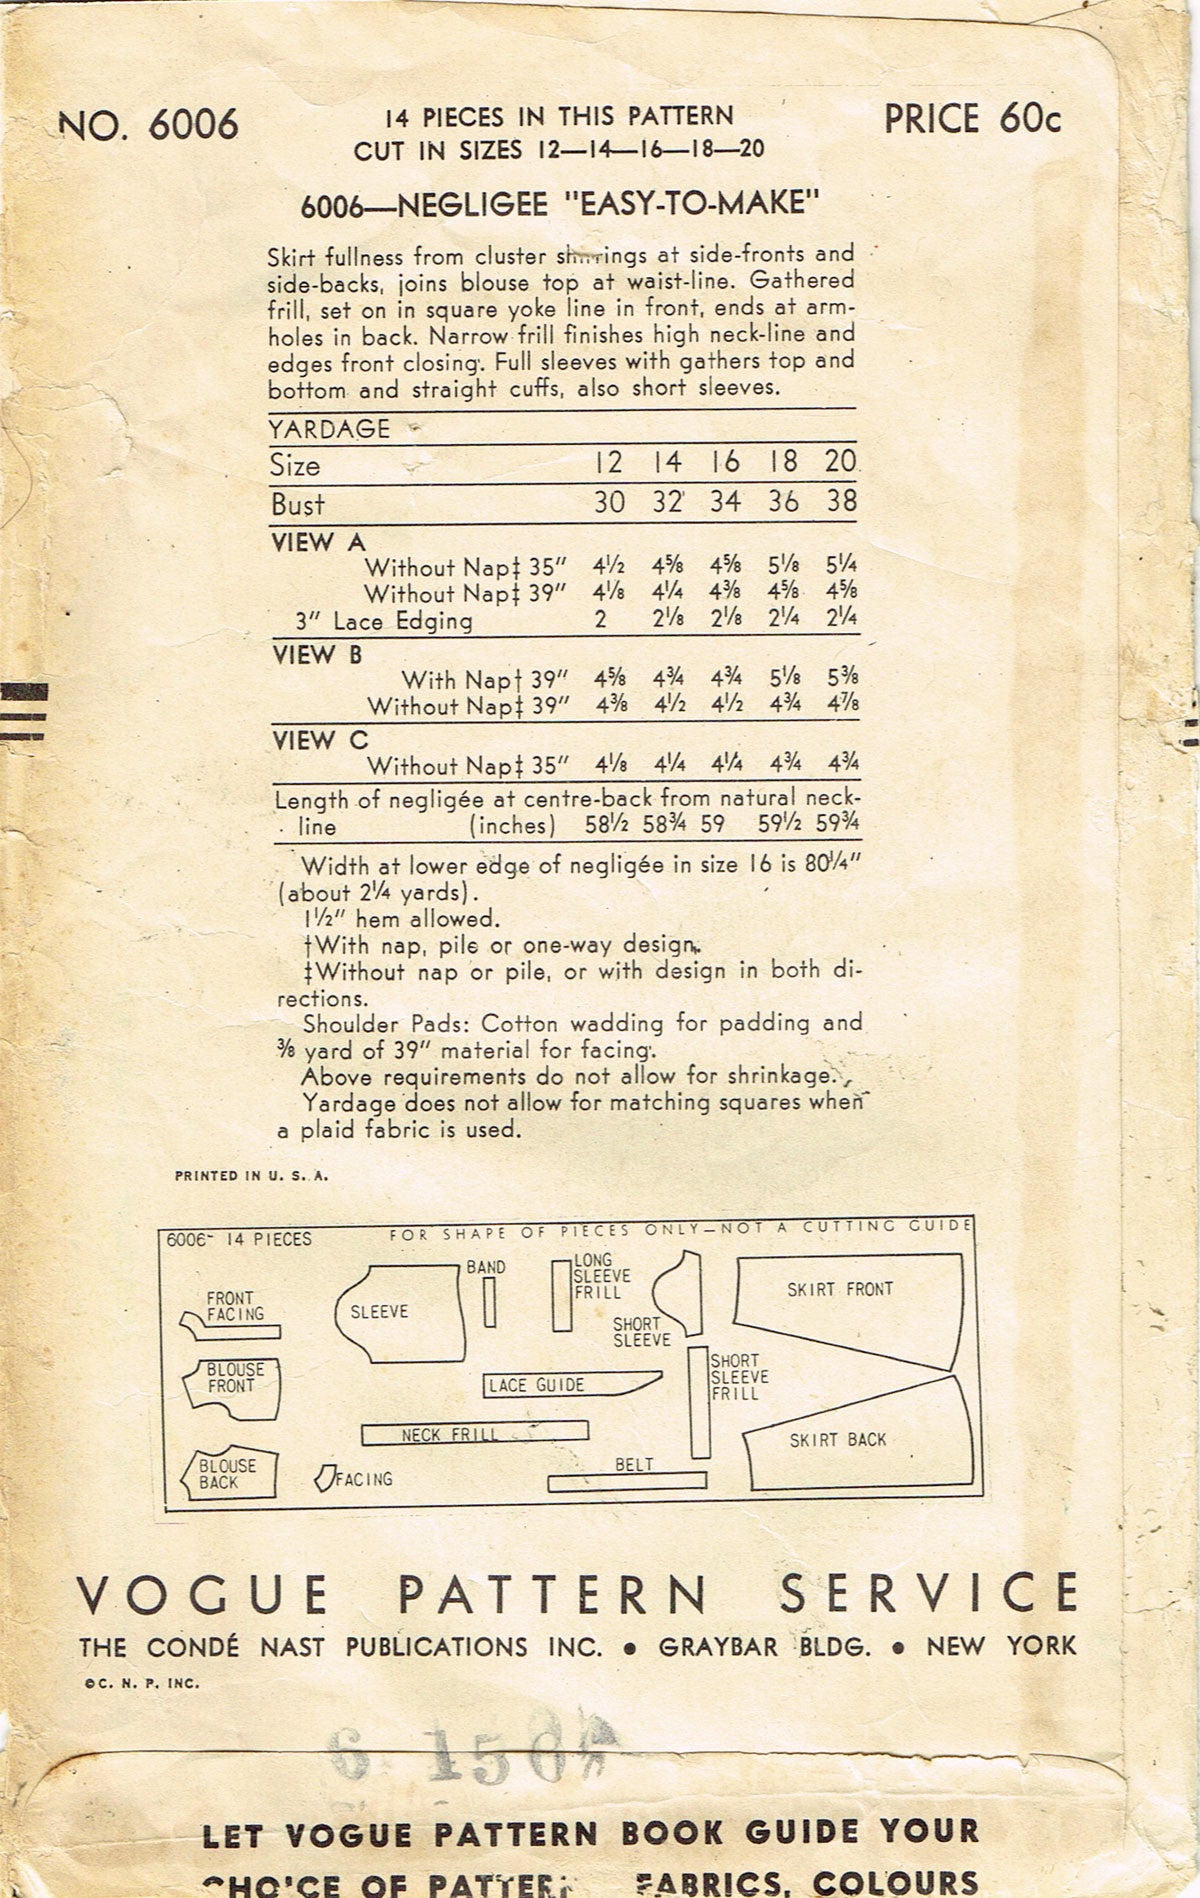 NO. 6006
14 PIECES IN THIS PATTERN
CUT IN SIZES 12—14—16—18—20
PRICE 60c
6006—NEGLIGEE "EASY-TO-MAKE"
Skirt fullness from cluster shirrings at side-fronts and
side-backs, joins blouse top at waist-line. Gathered
frill, set on in square yoke line in front, ends at arm-
holes in back. Narrow frill finishes high neck-line and
edges front closing. Full sleeves with gathers top and
bottom and straight cuffs, also short sleeves.
YARDAGE
Size 12 14 16 18 20
Bust 30 32 34 36 38
VIEW A
Without Nap‡ 35" 4½ 4⅝ 4⅝ 5⅛ 5¼
Without Nap‡ 39" 4⅛ 4¼ 4⅜ 4⅝ 4⅝
3" Lace Edging 2 2⅛ 2⅛ 2¼ 2¼
VIEW B
With Nap† 39" 4⅝ 4¾ 4¾ 5⅛ 5⅜
Without Nap‡ 39" 4⅜ 4½ 4½ 4¾ 4⅞
VIEW C
Without Nap‡ 35" 4⅛ 4¼ 4¼ 4¾ 4¾
Length of negligée at centre-back from natural neck-
line (inches) 58½ 58¾ 59 59½ 59¾
Width at lower edge of negligée in size 16 is 80¼"
(about 2¼ yards).
1½" hem allowed.
†With nap, pile or one-way design.
‡Without nap or pile, or with design in both di-
rections.
Shoulder Pads: Cotton wadding for padding and
⅜ yard of 39" material for facing.
Above requirements do not allow for shrinkage.
Yardage does not allow for matching squares when
a plaid fabric is used.
PRINTED IN U. S. A.
6006- 14 PIECES
FOR SHAPE OF PIECES ONLY—NOT A CUTTING GUIDE
FRONT
FACING
SLEEVE
BAND
LONG
SLEEVE
FRILL
SHORT
SLEEVE
SKIRT FRONT
BLOUSE
FRONT
LACE GUIDE
SHORT
SLEEVE
FRILL
NECK FRILL
SKIRT BACK
BLOUSE
BACK
FACING
BELT
VOGUE PATTERN SERVICE
THE CONDÉ NAST PUBLICATIONS INC. ● GRAYBAR BLDG. ● NEW YORK
©C. N. P. INC.
6 156
LET VOGUE PATTERN BOOK GUIDE YOUR
CHOICE OF PATTERN FABRICS, COLOURS